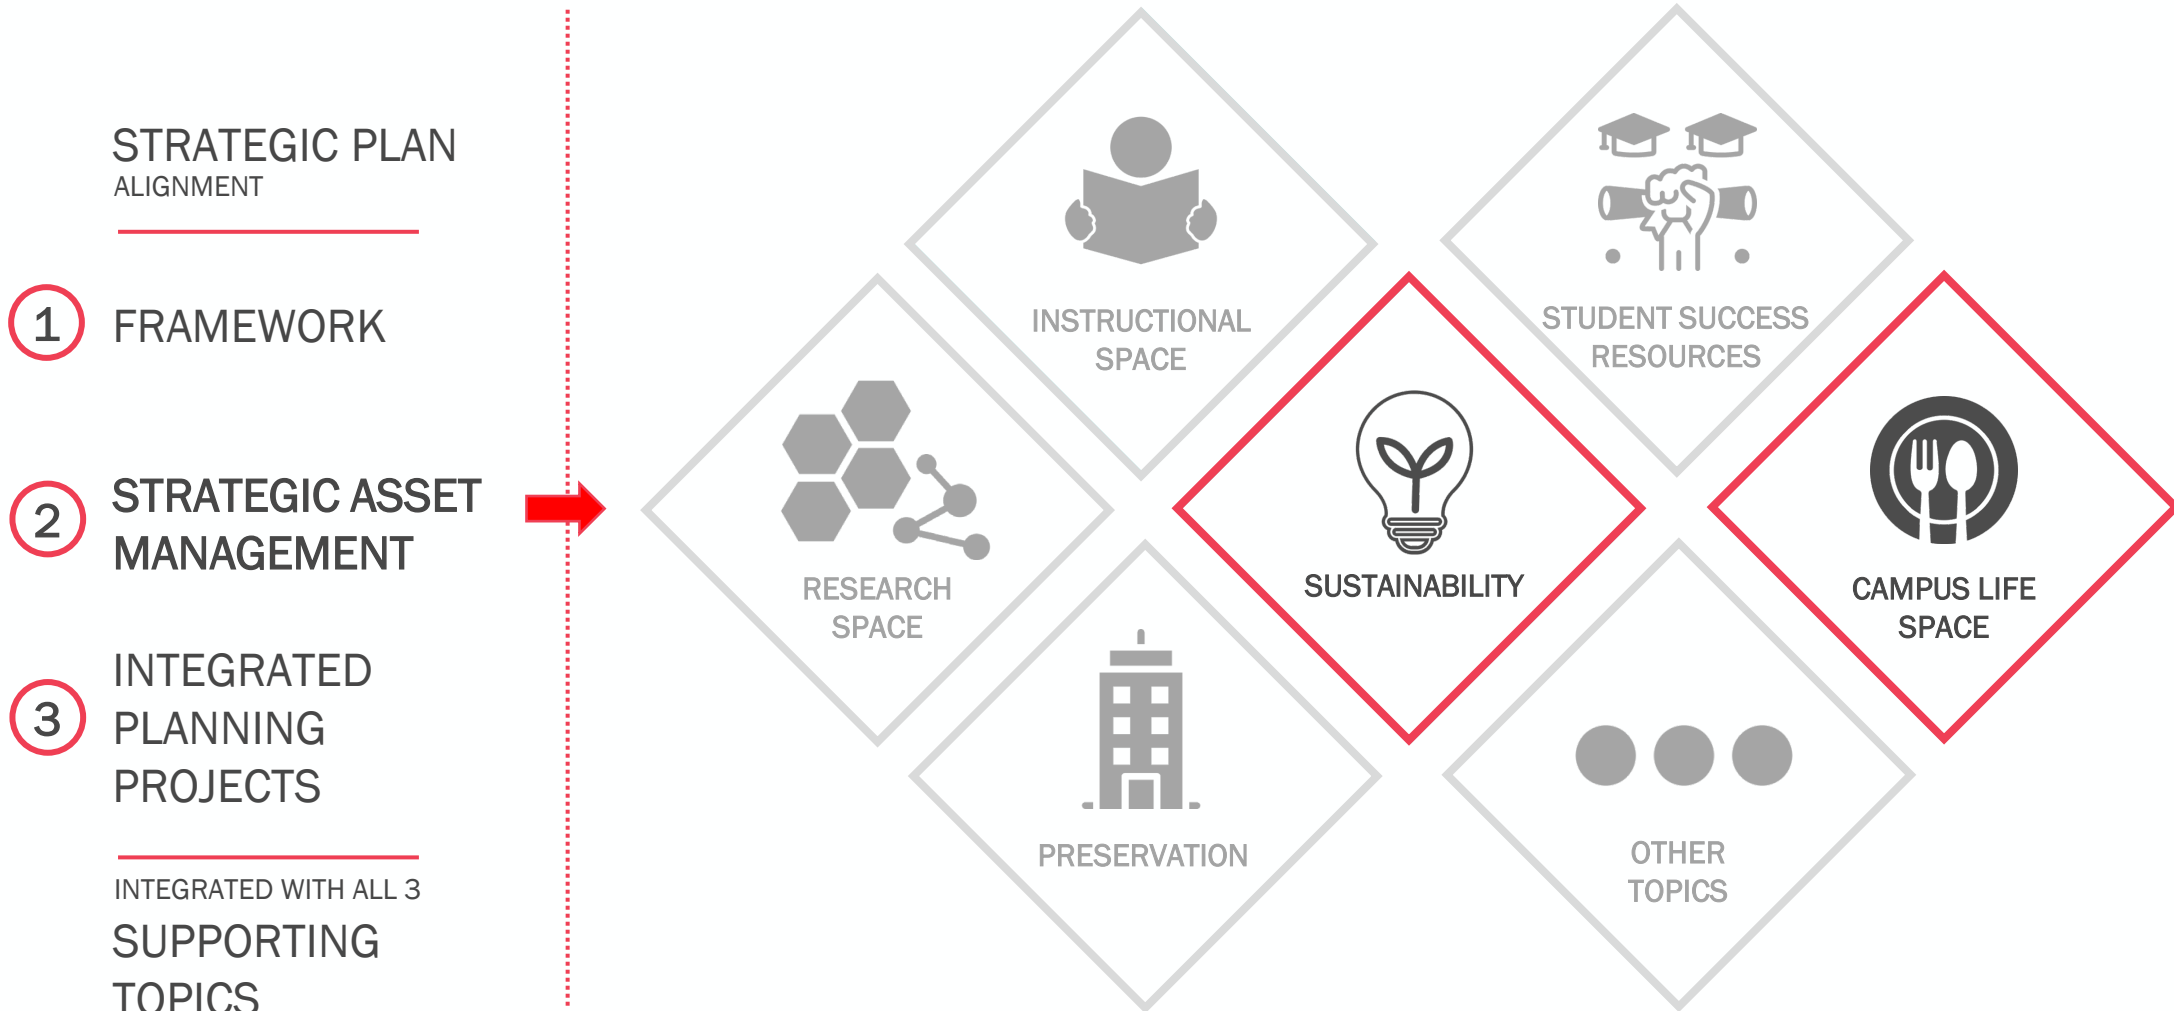 STRATEGIC PLAN
ALIGNMENT
1
FRAMEWORK
2
STRATEGIC ASSET
MANAGEMENT
3
INTEGRATED
PLANNING
PROJECTS
INTEGRATED WITH ALL 3
SUPPORTING
TOPICS
INSTRUCTIONAL
SPACE
STUDENT SUCCESS
RESOURCES
RESEARCH
SPACE
SUSTAINABILITY
CAMPUS LIFE
SPACE
PRESERVATION
OTHER
TOPICS